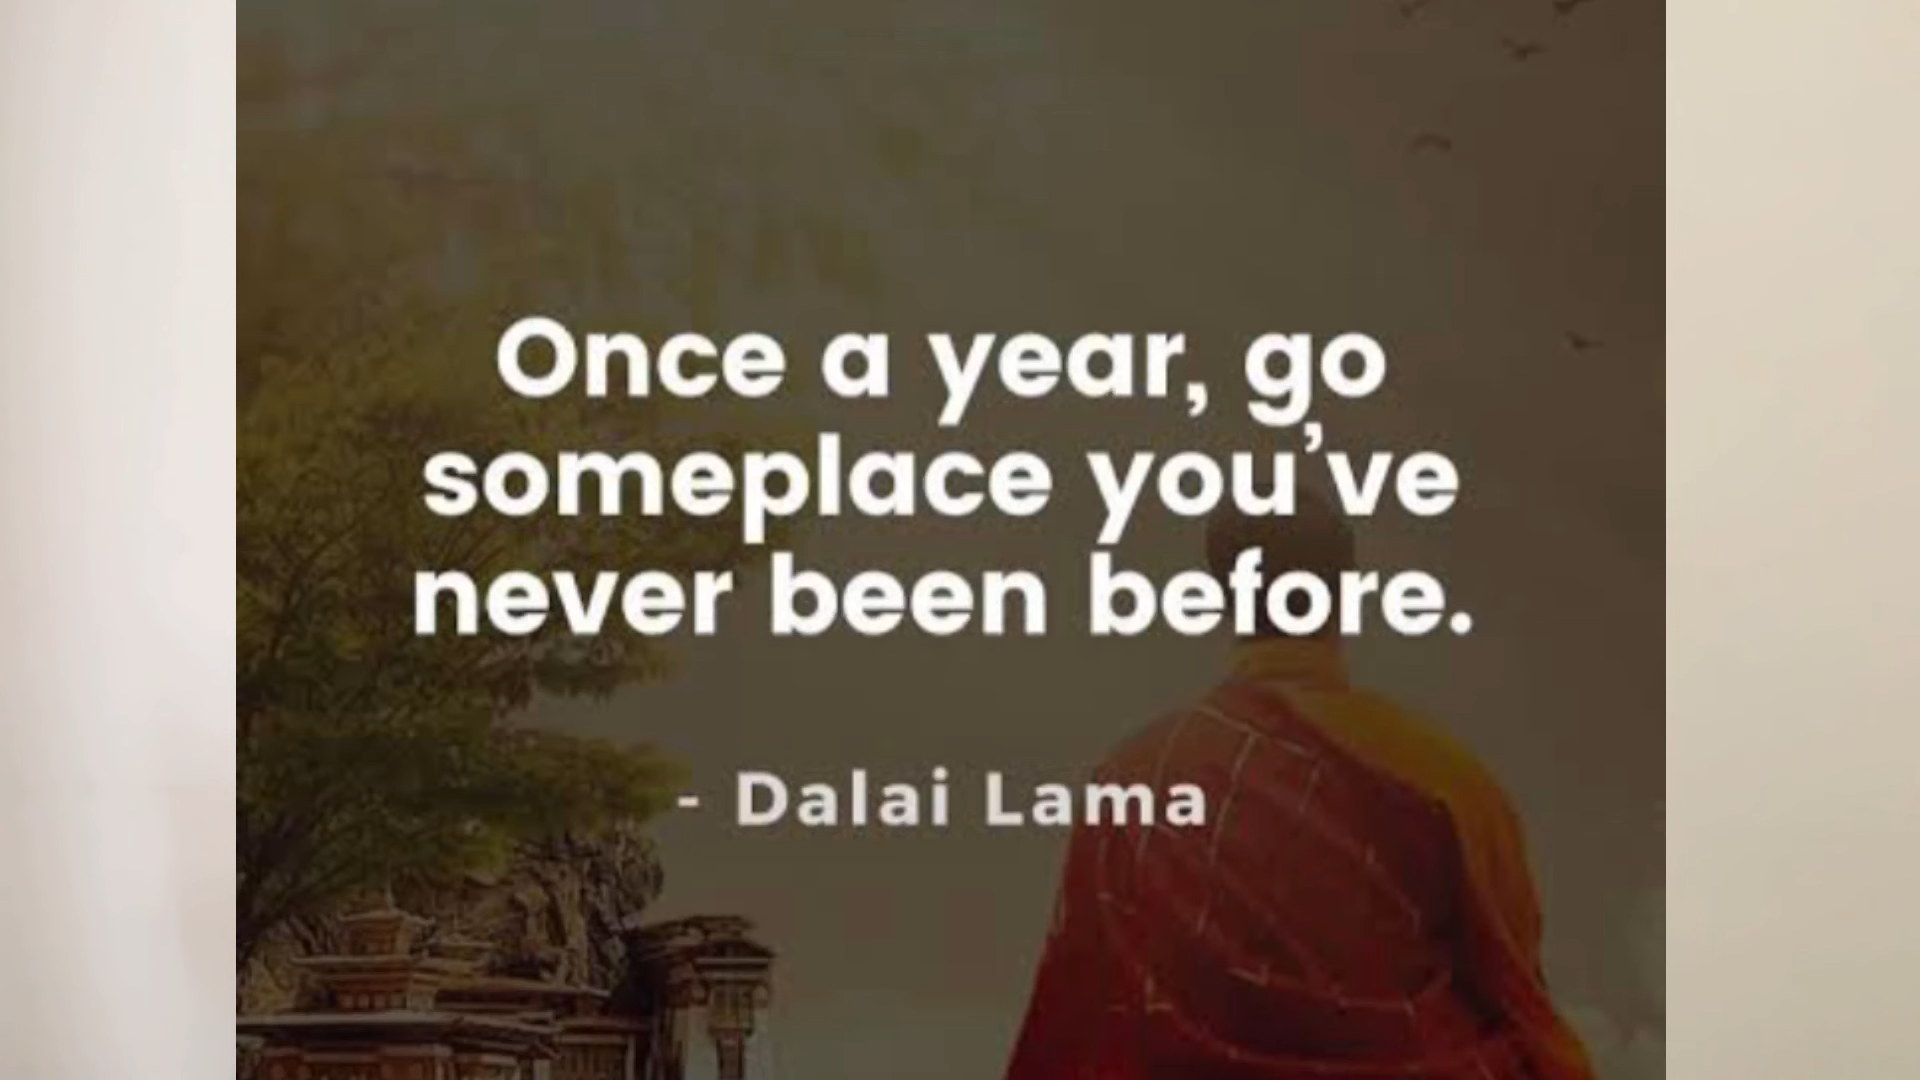 Once a year, go
someplace you've
never been before.
- Dalai Lama